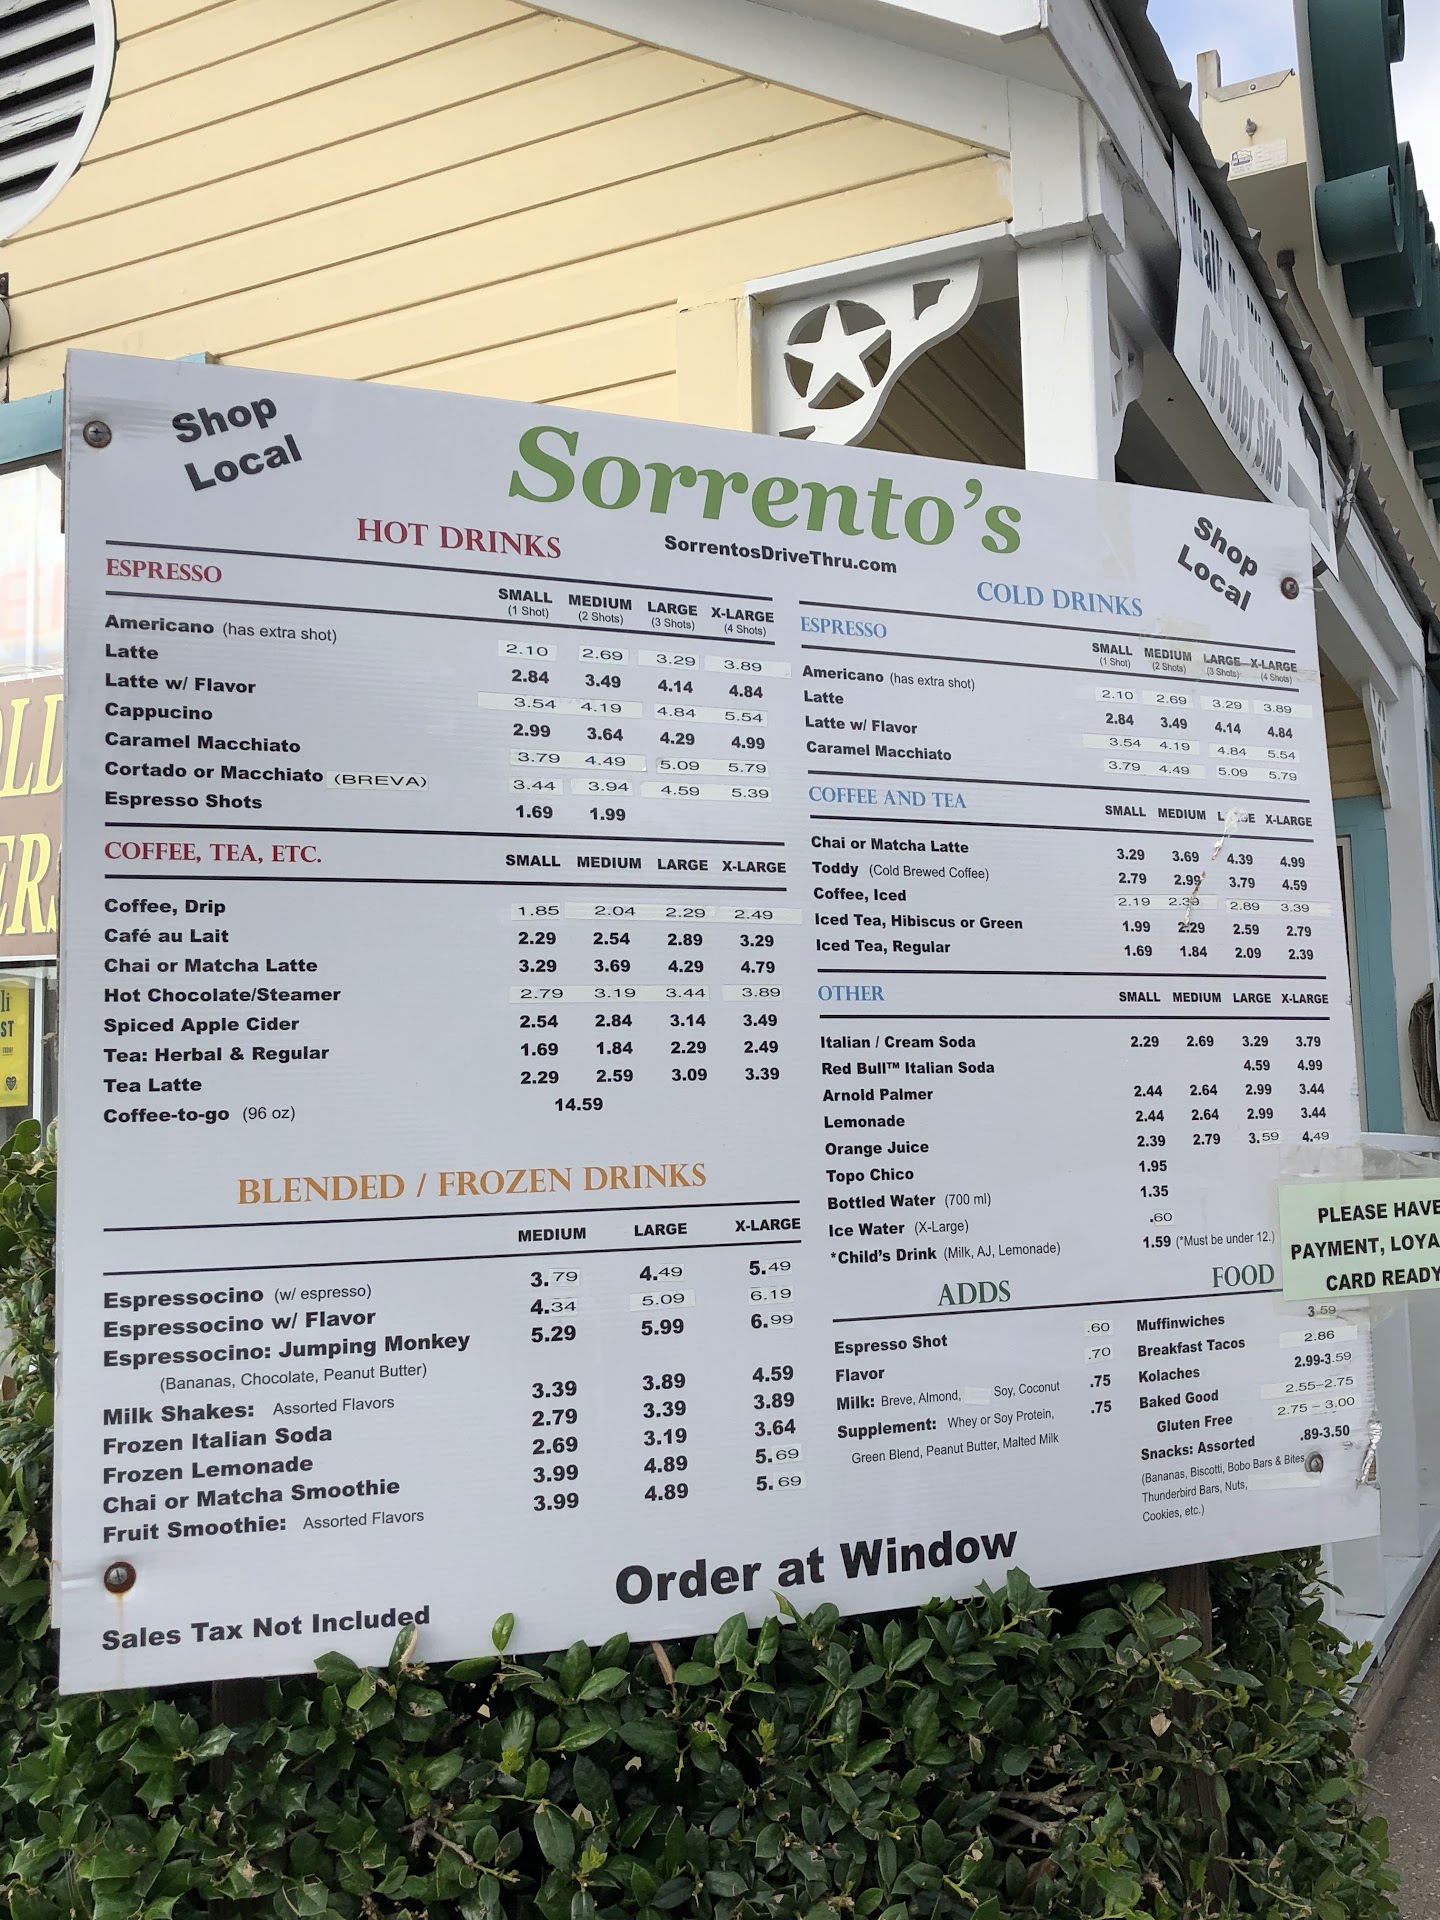 Shop
Local
Sorrento's
SorrentosDriveThru.com
Shop
Local
HOT DRINKS
ESPRESSO SMALL MEDIUM LARGE X-LARGE
(1 Shot) (2 Shots) (3 Shots) (4 Shots)
Americano (has extra shot) 2.10 2.69 3.29 3.89
Latte 2.84 3.49 4.14 4.84
Latte w/ Flavor 3.54 4.19 4.84 5.54
Cappucino 2.99 3.64 4.29 4.99
Caramel Macchiato 3.79 4.49 5.09 5.79
Cortado or Macchiato (BREVA) 3.44 3.94 4.59 5.39
Espresso Shots 1.69 1.99
COFFEE, TEA, ETC. SMALL MEDIUM LARGE X-LARGE
Coffee, Drip 1.85 2.04 2.29 2.49
Café au Lait 2.29 2.54 2.89 3.29
Chai or Matcha Latte 3.29 3.69 4.29 4.79
Hot Chocolate/Steamer 2.79 3.19 3.44 3.89
Spiced Apple Cider 2.54 2.84 3.14 3.49
Tea: Herbal & Regular 1.69 1.84 2.29 2.49
Tea Latte 2.29 2.59 3.09 3.39
Coffee-to-go (96 oz) 14.59
BLENDED / FROZEN DRINKS
MEDIUM LARGE X-LARGE
Espressocino (w/ espresso) 3.79 4.49 5.49
Espressocino w/ Flavor 4.34 5.09 6.19
Espressocino: Jumping Monkey 5.29 5.99 6.99
(Bananas, Chocolate, Peanut Butter)
Milk Shakes: Assorted Flavors 3.39 3.89 4.59
Frozen Italian Soda 2.79 3.39 3.89
Frozen Lemonade 2.69 3.19 3.64
Chai or Matcha Smoothie 3.99 4.89 5.69
Fruit Smoothie: Assorted Flavors 3.99 4.89 5.69
Sales Tax Not Included
COLD DRINKS
ESPRESSO SMALL MEDIUM LARGE X-LARGE
(1 Shot) (2 Shots) (3 Shots) (4 Shots)
Americano (has extra shot) 2.10 2.69 3.29 3.89
Latte 2.84 3.49 4.14 4.84
Latte w/ Flavor 3.54 4.19 4.84 5.54
Caramel Macchiato 3.79 4.49 5.09 5.79
COFFEE AND TEA SMALL MEDIUM X-LARGE
Chai or Matcha Latte 3.29 3.69 4.39 4.99
Toddy (Cold Brewed Coffee) 2.79 2.99 3.79 4.59
Coffee, Iced 2.19 2.39 2.89 3.39
Iced Tea, Hibiscus or Green 1.99 2.29 2.59 2.79
Iced Tea, Regular 1.69 1.84 2.09 2.39
OTHER SMALL MEDIUM LARGE X-LARGE
Italian / Cream Soda 2.29 2.69 3.29 3.79
Red Bull™ Italian Soda 4.59 4.99
Arnold Palmer 2.44 2.64 2.99 3.44
Lemonade 2.44 2.64 2.99 3.44
Orange Juice 2.39 2.79 3.59 4.49
Topo Chico 1.95
Bottled Water (700 ml) 1.35
Ice Water (X-Large) .60
*Child's Drink (Milk, AJ, Lemonade) 1.59 (*Must be under 12.)
ADDS
Espresso Shot .60
Flavor .70
Milk: Breve, Almond, Soy, Coconut .75
Supplement: Whey or Soy Protein, .75
Green Blend, Peanut Butter, Malted Milk
FOOD
Muffinwiches 3.59
Breakfast Tacos 2.86
Kolaches 2.99-3.59
Baked Good 2.55-2.75
Gluten Free 2.75 - 3.00
Snacks: Assorted .89-3.50
(Bananas, Biscotti, Bobo Bars & Bites
Thunderbird Bars, Nuts,
Cookies, etc.)
Order at Window
PLEASE HAVE
PAYMENT, LOYA
CARD READY
Walk Up Window
On Other Side